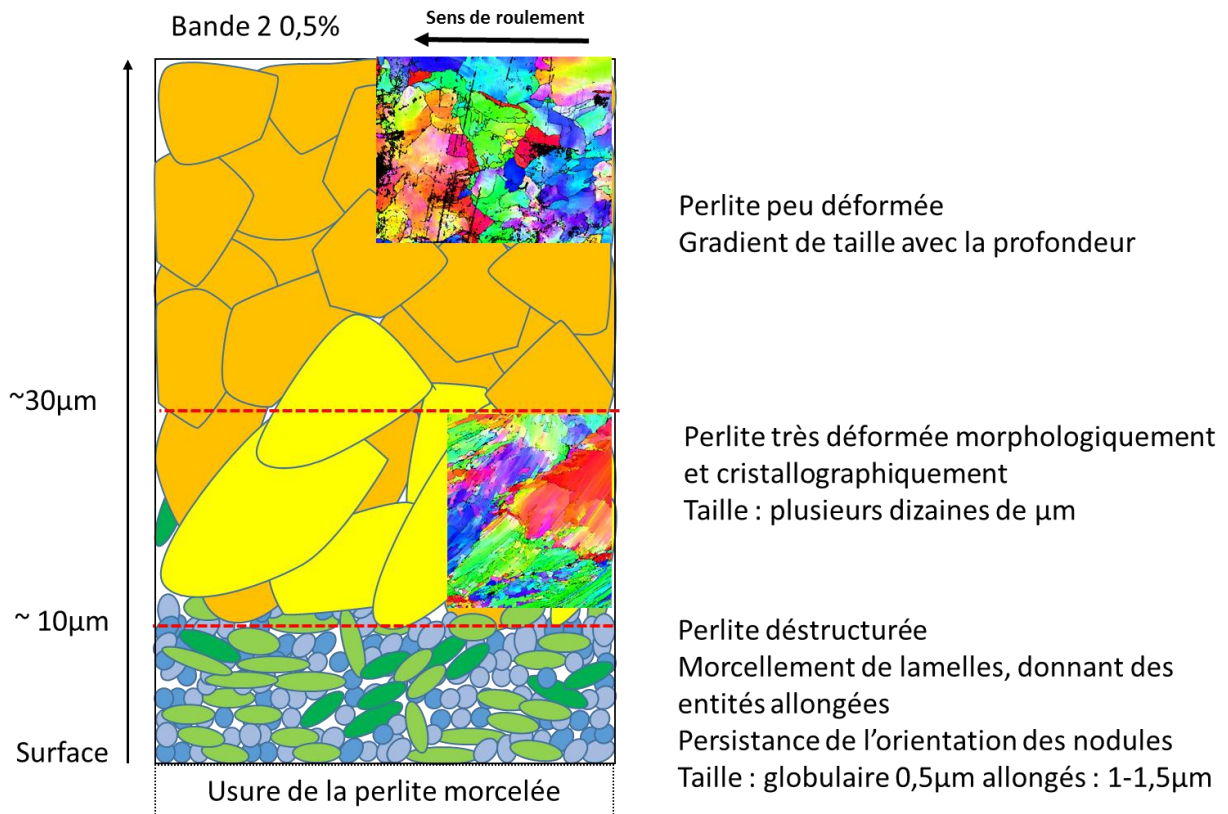 Bande 2 0,5%
Sens de roulement
Perlite peu déformée
Gradient de taille avec la profondeur
~30µm
Perlite très déformée morphologiquement
et cristallographiquement
Taille : plusieurs dizaines de µm
~ 10µm
Perlite déstructurée
Morcellement de lamelles, donnant des
entités allongées
Persistance de l’orientation des nodules
Taille : globulaire 0,5µm allongés : 1-1,5µm
Surface
Usure de la perlite morcelée